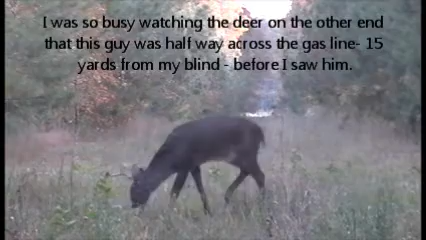 I was so busy watching the deer on the other end
that this guy was half way across the gas line- 15
yards from my blind - before I saw him.